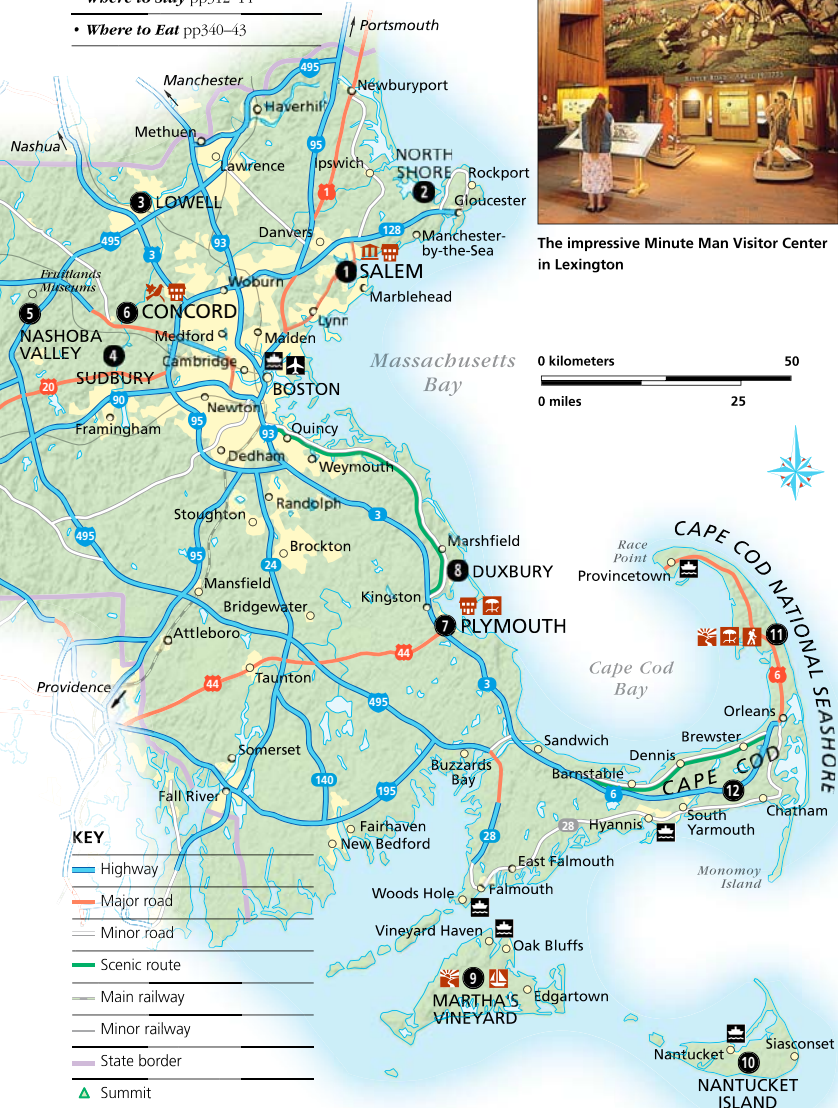 • Where to Eat pp340–43
Portsmouth
Manchester
495
Newburyport
Haverhill
Methuen
Nashua
95
Lawrence
Ipswich
NORTH
SHORE
2
Rockport
1
3 LOWELL
Gloucester
128
Danvers
Manchester-
by-the-Sea
495
93
3
The impressive Minute Man Visitor Center
in Lexington
1 SALEM
Fruitlands
Museums
Woburn
Marblehead
5
6 CONCORD
Lynn
NASHOBA
VALLEY
Medford
Malden
4
SUDBURY
Cambridge
Massachusetts
Bay
0 kilometers 50
0 miles 25
20
90
BOSTON
Newton
Framingham
95
93
Quincy
Dedham
Weymouth
Randolph
Stoughton
3
495
95
Brockton
24
Marshfield
8 DUXBURY
CAPE COD NATIONAL SEASHORE
Race
Point
Provincetown
Mansfield
Kingston
Bridgewater
7 PLYMOUTH
11
Attleboro
44
Cape Cod
Bay
6
Taunton
44
3
Providence
495
Orleans
Sandwich
Brewster
Somerset
Buzzards
Bay
Dennis
Barnstable
CAPE COD
140
195
6
12
Fall River
Chatham
South
Yarmouth
Hyannis
28
Fairhaven
28
New Bedford
KEY
Highway
Major road
Minor road
Scenic route
Main railway
Minor railway
State border
Summit
East Falmouth
Monomoy
Island
Woods Hole
Falmouth
Vineyard Haven
Oak Bluffs
9
MARTHA'S
VINEYARD
Edgartown
Nantucket
Siasconset
10
NANTUCKET
ISLAND